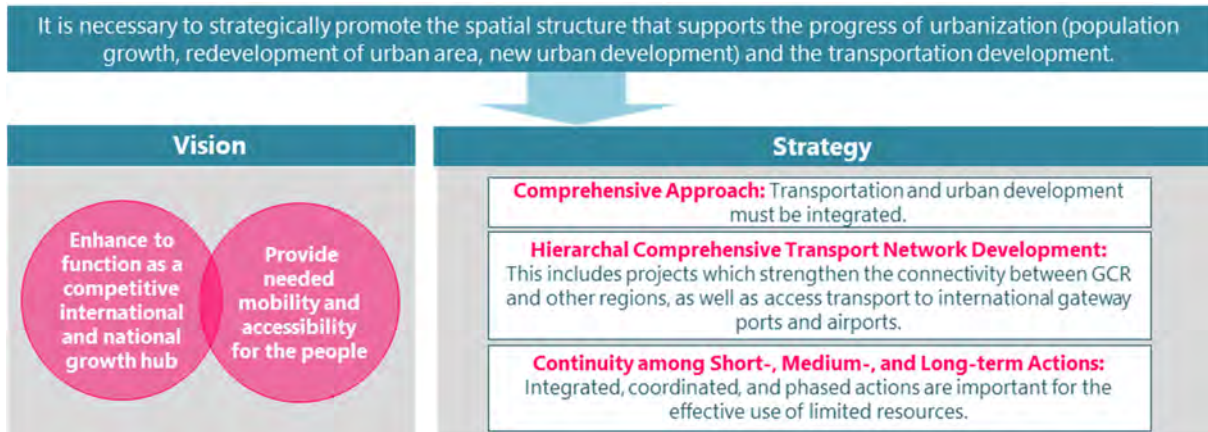 It is necessary to strategically promote the spatial structure that supports the progress of urbanization (population
growth, redevelopment of urban area, new urban development) and the transportation development.
Vision
Enhance to
function as a
competitive
international
and national
growth hub
Provide
needed
mobility and
accessibility
for the people
Strategy
Comprehensive Approach: Transportation and urban development
must be integrated.
Hierarchal Comprehensive Transport Network Development:
This includes projects which strengthen the connectivity between GCR
and other regions, as well as access transport to international gateway
ports and airports.
Continuity among Short-, Medium-, and Long-term Actions:
Integrated, coordinated, and phased actions are important for the
effective use of limited resources.